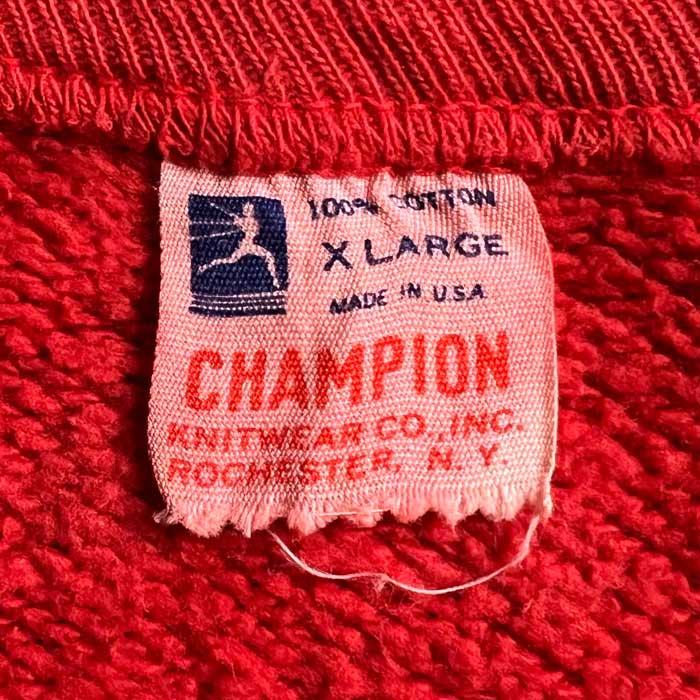 100% COTTON
X LARGE
MADE IN U.S.A
CHAMPION
KNITWEAR CO., INC.
ROCHESTER, N. Y.